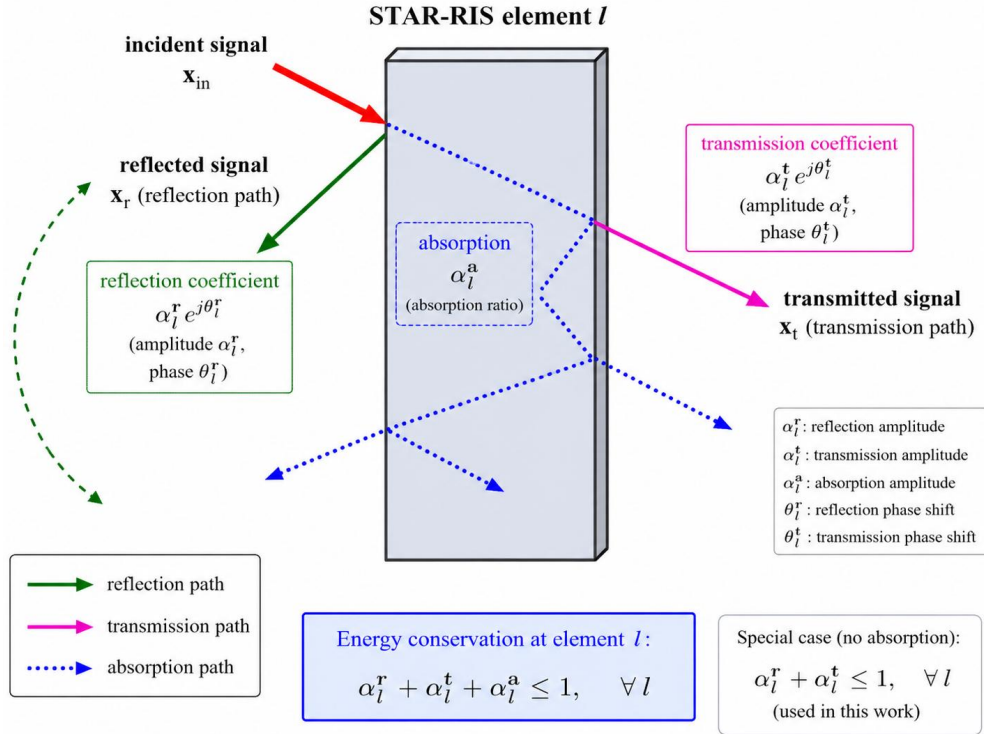 STAR-RIS element l
incident signal
x_in
reflected signal
x_r (reflection path)
reflection coefficient
α_l^r e^{jθ_l^r}
(amplitude α_l^r,
phase θ_l^r)
absorption
α_l^a
(absorption ratio)
transmission coefficient
α_l^t e^{jθ_l^t}
(amplitude α_l^t,
phase θ_l^t)
transmitted signal
x_t (transmission path)
α_l^r : reflection amplitude
α_l^t : transmission amplitude
α_l^a : absorption amplitude
θ_l^r : reflection phase shift
θ_l^t : transmission phase shift
reflection path
transmission path
absorption path
Energy conservation at element l:
α_l^r + α_l^t + α_l^a ≤ 1, ∀ l
Special case (no absorption):
α_l^r + α_l^t ≤ 1, ∀ l
(used in this work)